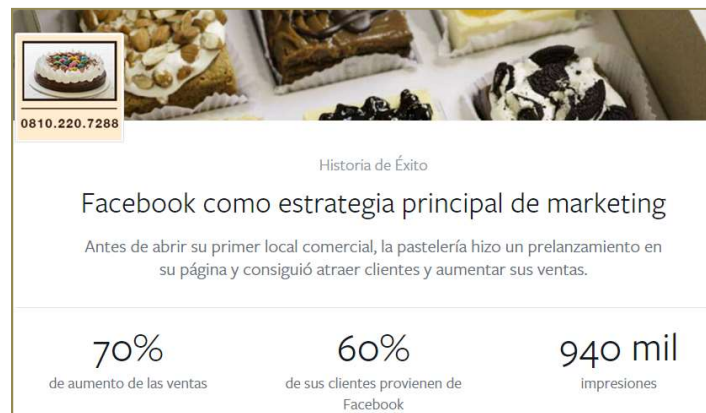 0810.220.7288
Historia de Éxito
Facebook como estrategia principal de marketing
Antes de abrir su primer local comercial, la pastelería hizo un prelanzamiento en
su página y consiguió atraer clientes y aumentar sus ventas.
70%
de aumento de las ventas
60%
de sus clientes provienen de
Facebook
940 mil
impresiones